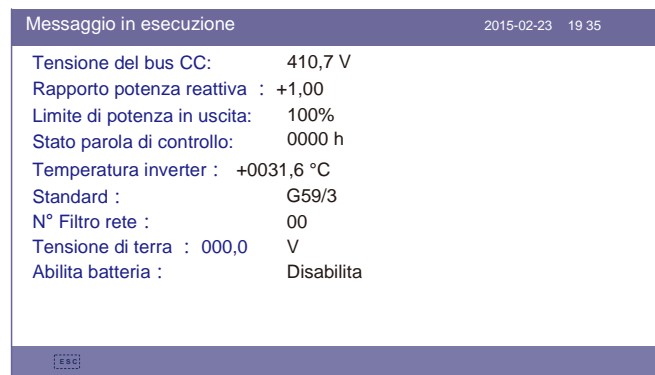 Messaggio in esecuzione 2015-02-23 19 35
Tensione del bus CC: 410,7 V
Rapporto potenza reattiva : +1,00
Limite di potenza in uscita: 100%
Stato parola di controllo: 0000 h
Temperatura inverter : +0031,6 °C
Standard : G59/3
N° Filtro rete : 00
Tensione di terra : 000,0 V
Abilita batteria : Disabilita
ESC